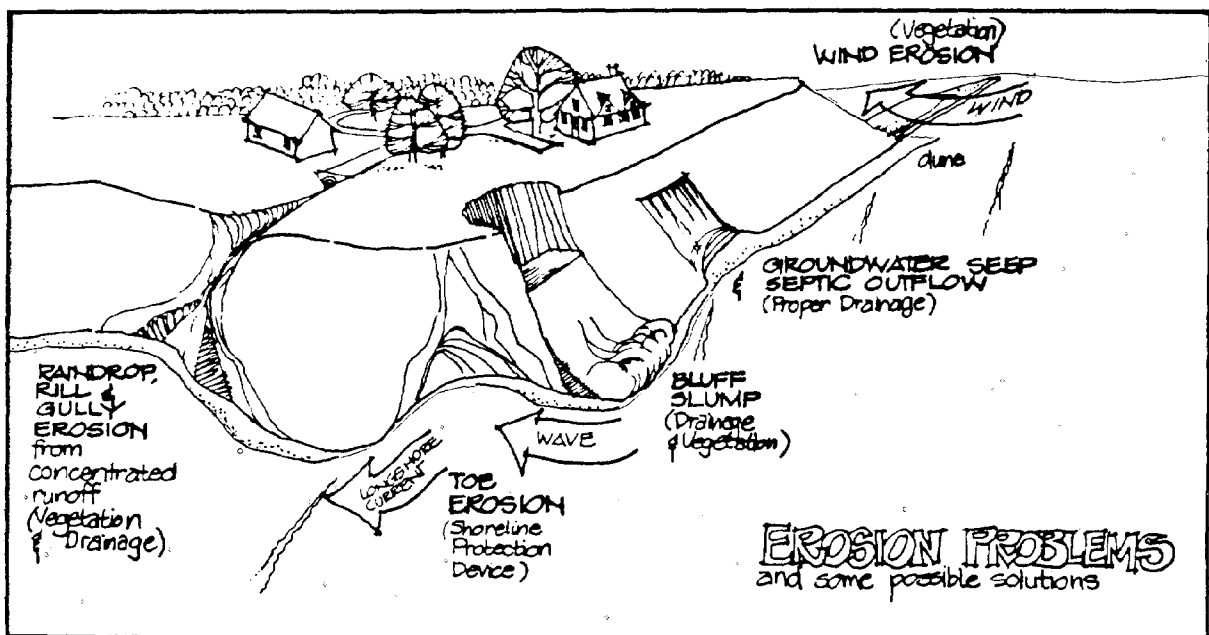 (Vegetation)
WIND EROSION
WIND
dune
GROUNDWATER SEEP
& SEPTIC OUTFLOW
(Proper Drainage)
BLUFF
SLUMP
(Drainage
& Vegetation)
WAVE
LONGSHORE
CURRENT
TOE
EROSION
(Shoreline
Protection
Device)
RAINDROP,
RILL &
GULLY
EROSION
from
concentrated
runoff
(Vegetation
& Drainage)
EROSION PROBLEMS
and some possible solutions